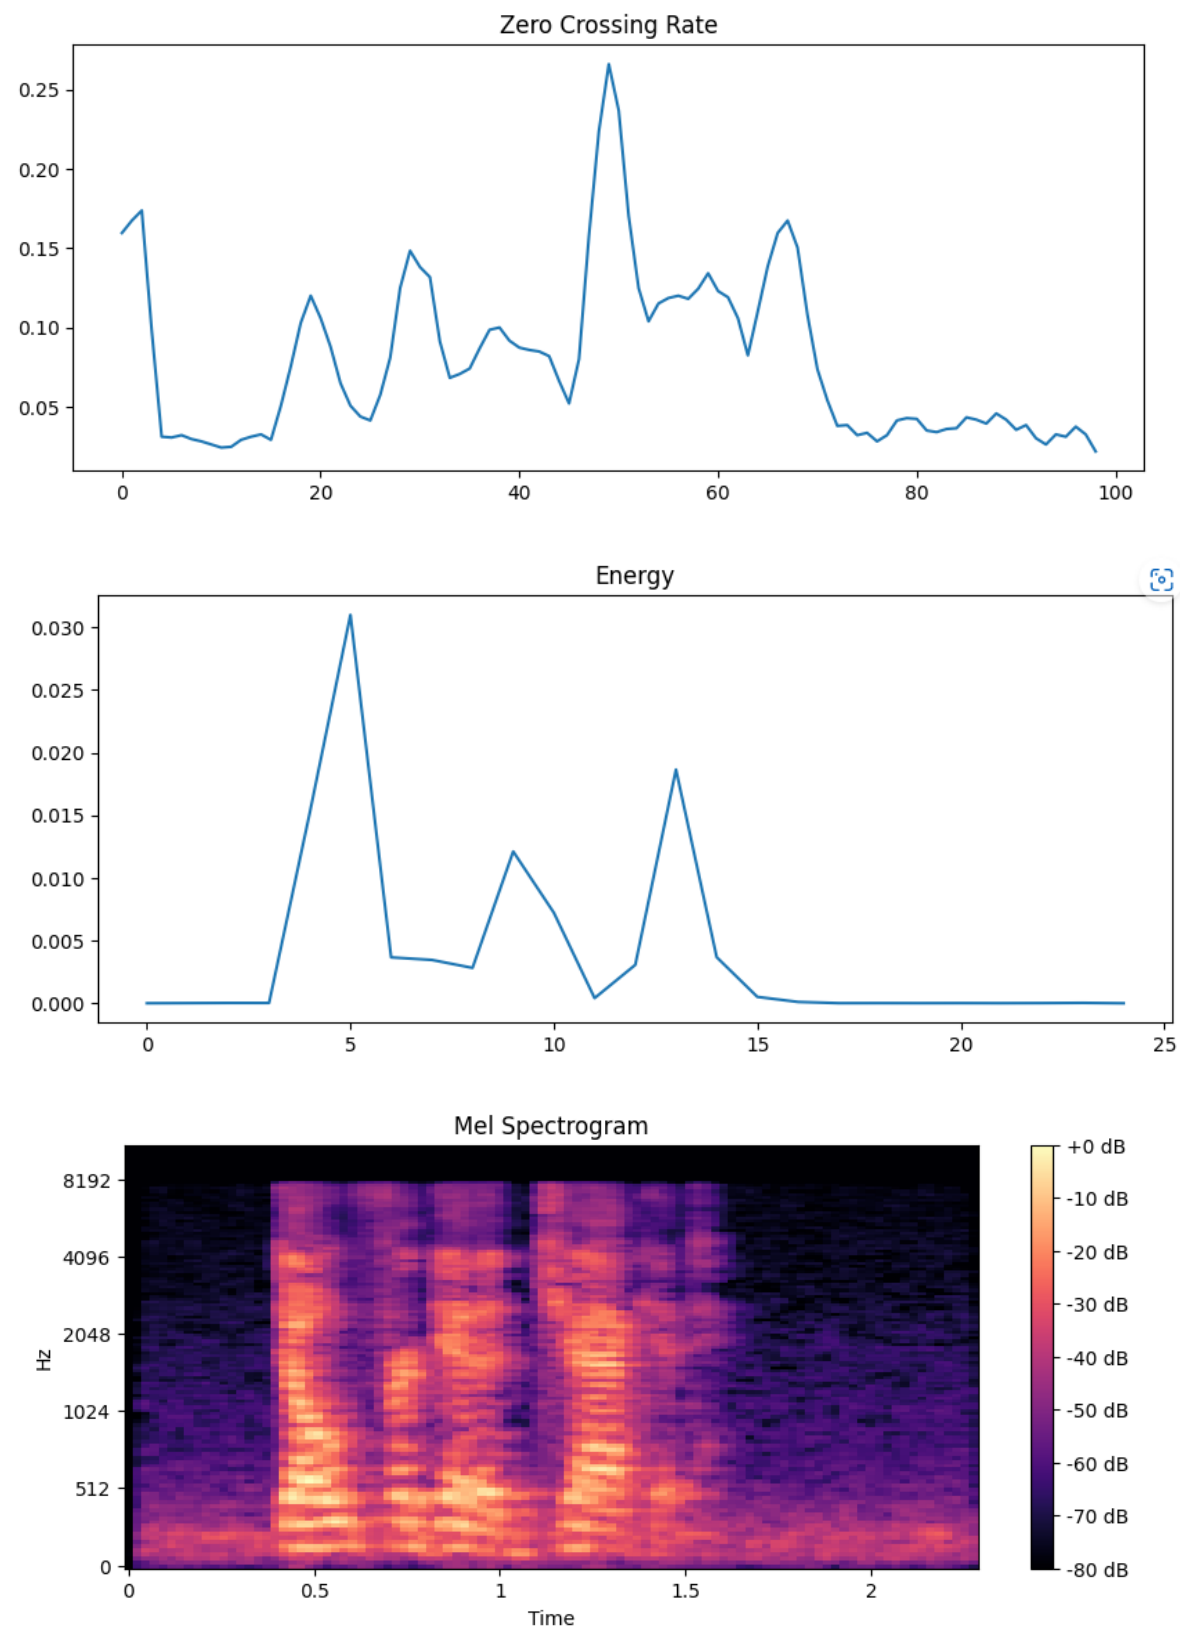 Zero Crossing Rate
0.25
0.20
0.15
0.10
0.05
0 20 40 60 80 100
Energy
0.030
0.025
0.020
0.015
0.010
0.005
0.000
0 5 10 15 20 25
Mel Spectrogram
8192
4096
2048
1024
512
0
Hz
0 0.5 1 1.5 2
Time
+0 dB
-10 dB
-20 dB
-30 dB
-40 dB
-50 dB
-60 dB
-70 dB
-80 dB